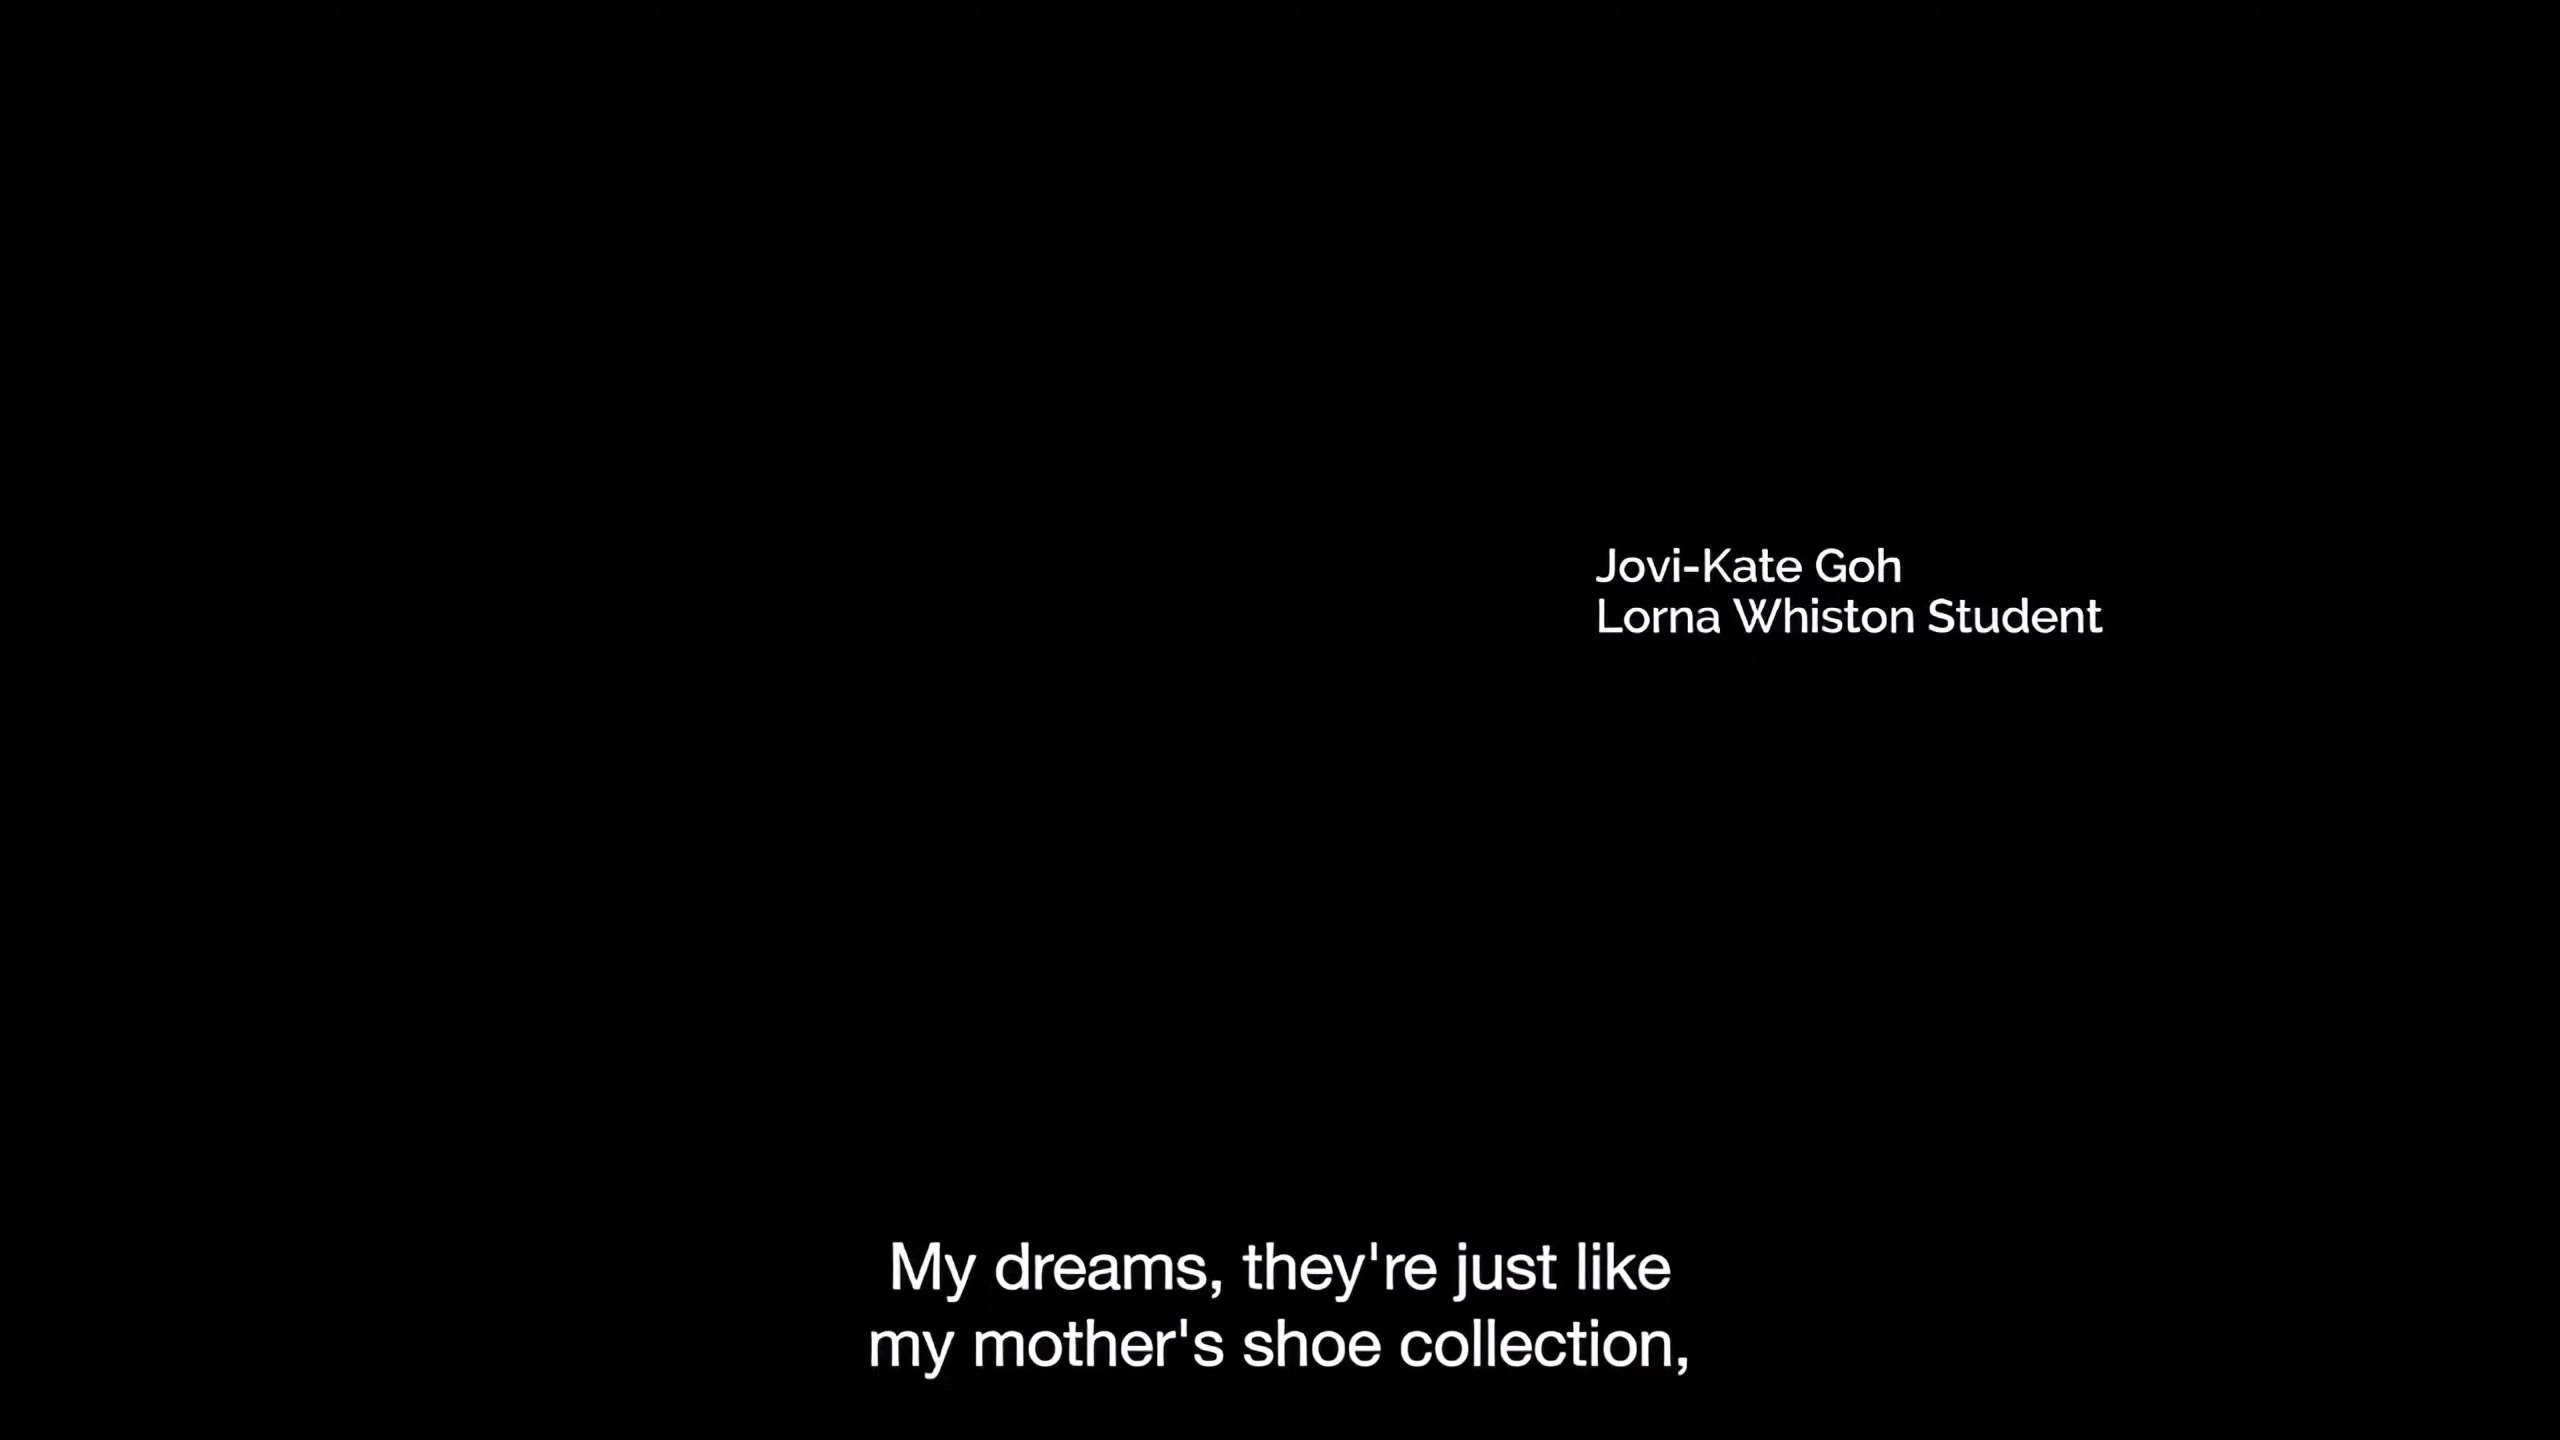 Jovi-Kate Goh
Lorna Whiston Student
My dreams, they're just like
my mother's shoe collection,